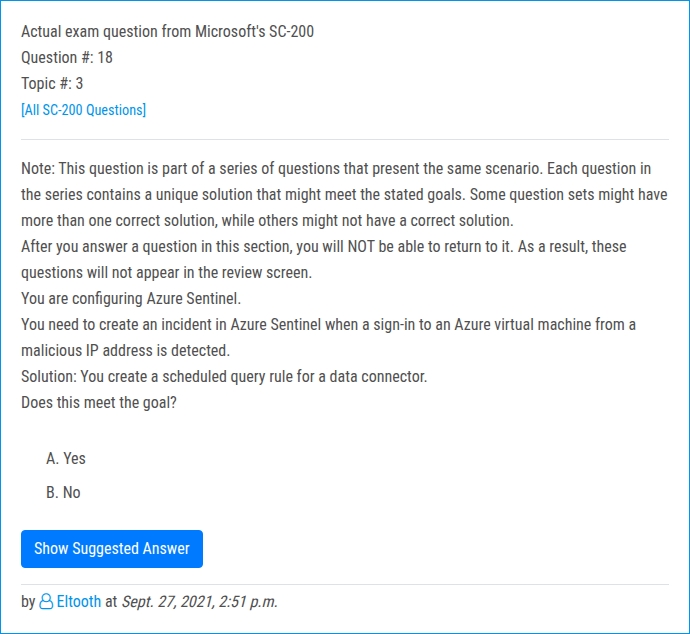 Actual exam question from Microsoft's SC-200
Question #: 18
Topic #: 3
[All SC-200 Questions]
Note: This question is part of a series of questions that present the same scenario. Each question in
the series contains a unique solution that might meet the stated goals. Some question sets might have
more than one correct solution, while others might not have a correct solution.
After you answer a question in this section, you will NOT be able to return to it. As a result, these
questions will not appear in the review screen.
You are configuring Azure Sentinel.
You need to create an incident in Azure Sentinel when a sign-in to an Azure virtual machine from a
malicious IP address is detected.
Solution: You create a scheduled query rule for a data connector.
Does this meet the goal?
A. Yes
B. No
Show Suggested Answer
by Eltooth at Sept. 27, 2021, 2:51 p.m.